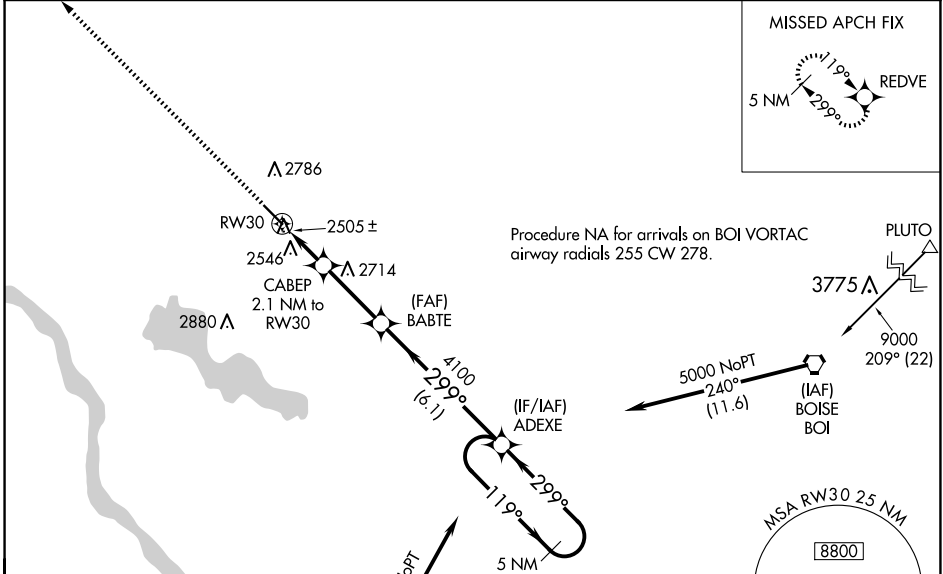 MISSED APCH FIX
119°
REDVE
5 NM
299°
2786
RW30
2505 ±
2546
CABEP
2.1 NM to
RW30
2714
2880
(FAF)
BABTE
Procedure NA for arrivals on BOI VORTAC
airway radials 255 CW 278.
PLUTO
3775
9000
209° (22)
4100
299°
(6.1)
5000 NoPT
240°
(11.6)
(IAF)
BOISE
BOI
(IF/IAF)
ADEXE
299°
119°
5 NM
MSA RW30 25 NM
8800